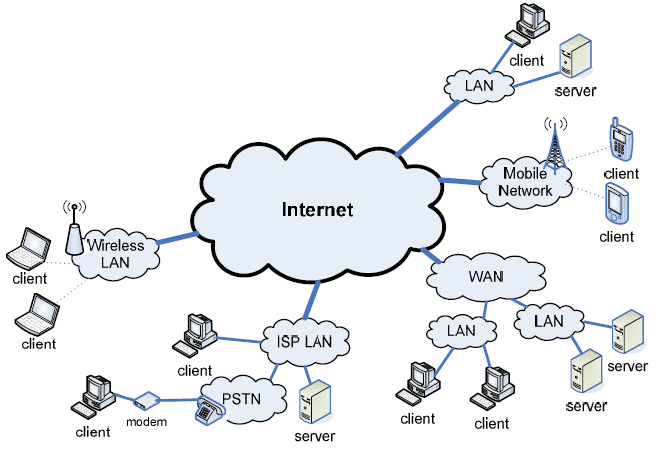 client
LAN
server
Mobile
Network
client
client
Internet
Wireless
LAN
client
client
WAN
LAN
LAN
server
server
client
client
ISP LAN
client
PSTN
client
modem
server